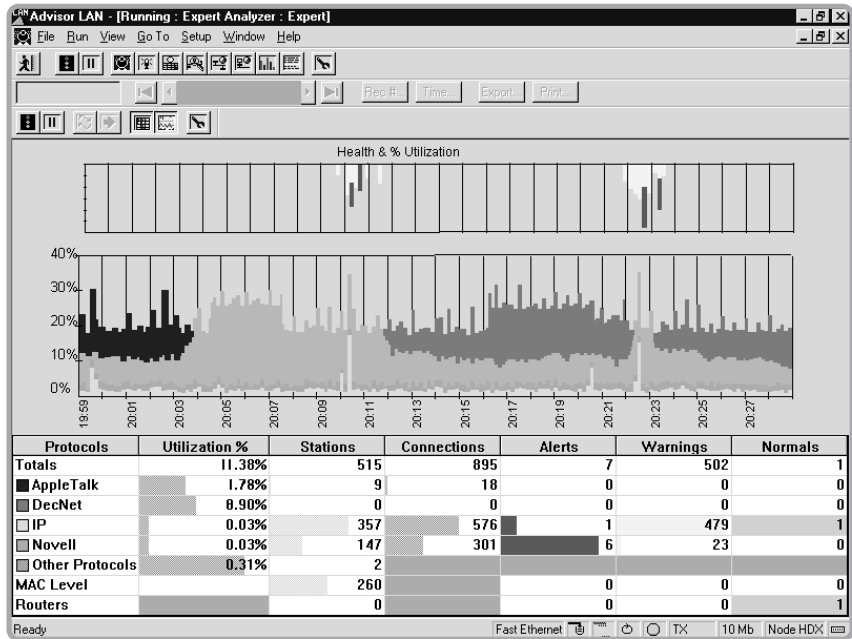 LAN Advisor LAN - [Running : Expert Analyzer : Expert]
File Run View Go To Setup Window Help
Rec #... Time... Export... Print...
Health & % Utilization
40%
30%
20%
10%
0%
19:59 20:01 20:03 20:05 20:07 20:09 20:11 20:13 20:15 20:17 20:19 20:21 20:23 20:25 20:27
Protocols Utilization % Stations Connections Alerts Warnings Normals
Totals 11.38% 515 895 7 502 1
AppleTalk 1.78% 9 18 0 0 0
DecNet 8.90% 0 0 0 0 0
IP 0.03% 357 576 1 479 1
Novell 0.03% 147 301 6 23 0
Other Protocols 0.31% 2
MAC Level 260 0 0 0
Routers 0 0 0 1
Ready Fast Ethernet TX 10 Mb Node HDX